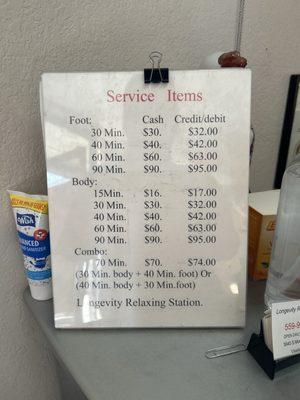 Service Items
Foot: Cash Credit/debit
30 Min. $30. $32.00
40 Min. $40. $42.00
60 Min. $60. $63.00
90 Min. $90. $95.00
Body:
15Min. $16. $17.00
30 Min. $30. $32.00
40 Min. $40. $42.00
60 Min. $60. $63.00
90 Min. $90. $95.00
Combo:
70 Min. $70. $74.00
(30 Min. body + 40 Min. foot) Or
(40 Min. body + 30 Min.foot)
Longevity Relaxing Station.
ADVANCED
Longevity
559-